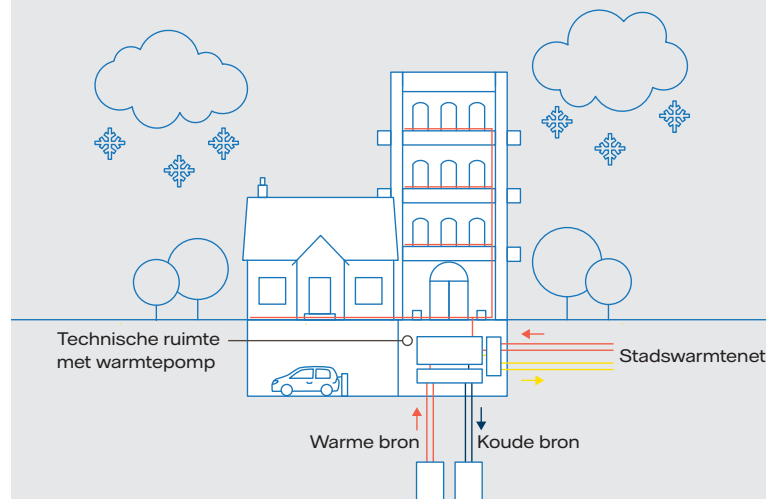 Technische ruimte
met warmtepomp
Stadswarmtenet
Warme bron
Koude bron